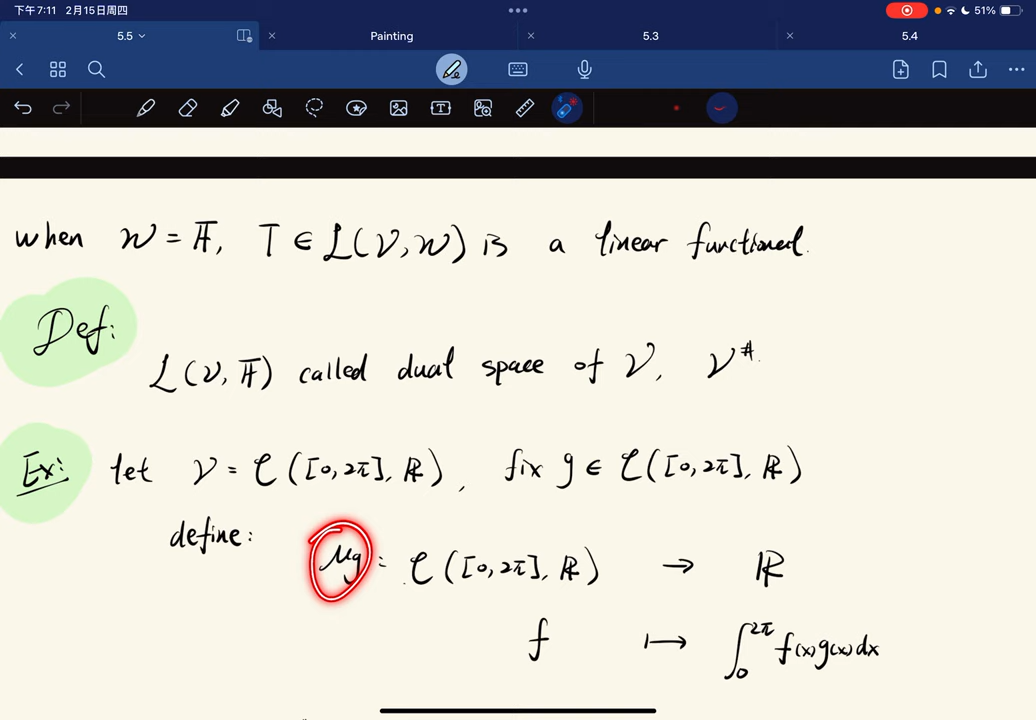 下午7:11 2月15日周四
51%
5.5 Painting 5.3 5.4
when W = F, T ∈ L(V, W) is a linear functional.
Def:
L(V, F) called dual space of V, V#.
Ex: let V = C([0, 2π], R), fix g ∈ C([0, 2π], R)
define: Mg: C([0, 2π], R) → R
f ↦ ∫₀^2π f(x)g(x)dx